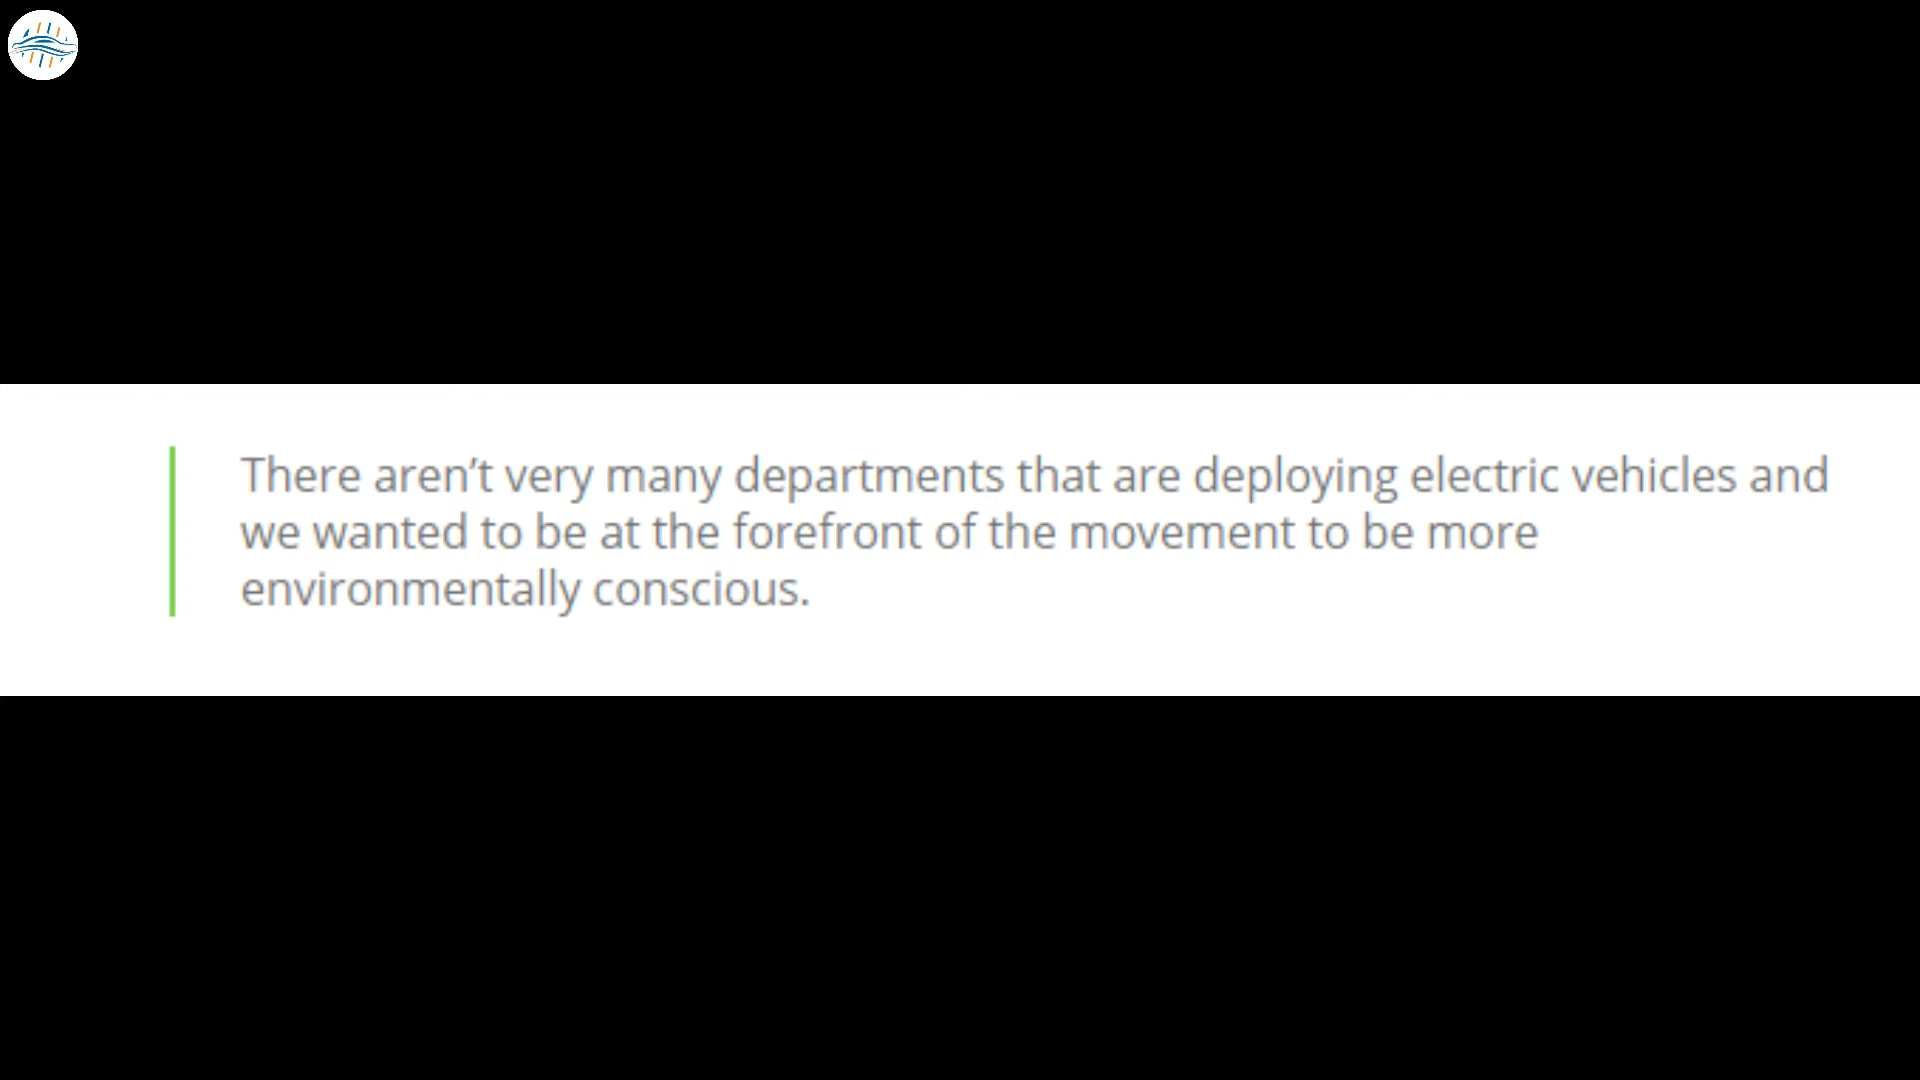 There aren’t very many departments that are deploying electric vehicles and
we wanted to be at the forefront of the movement to be more
environmentally conscious.